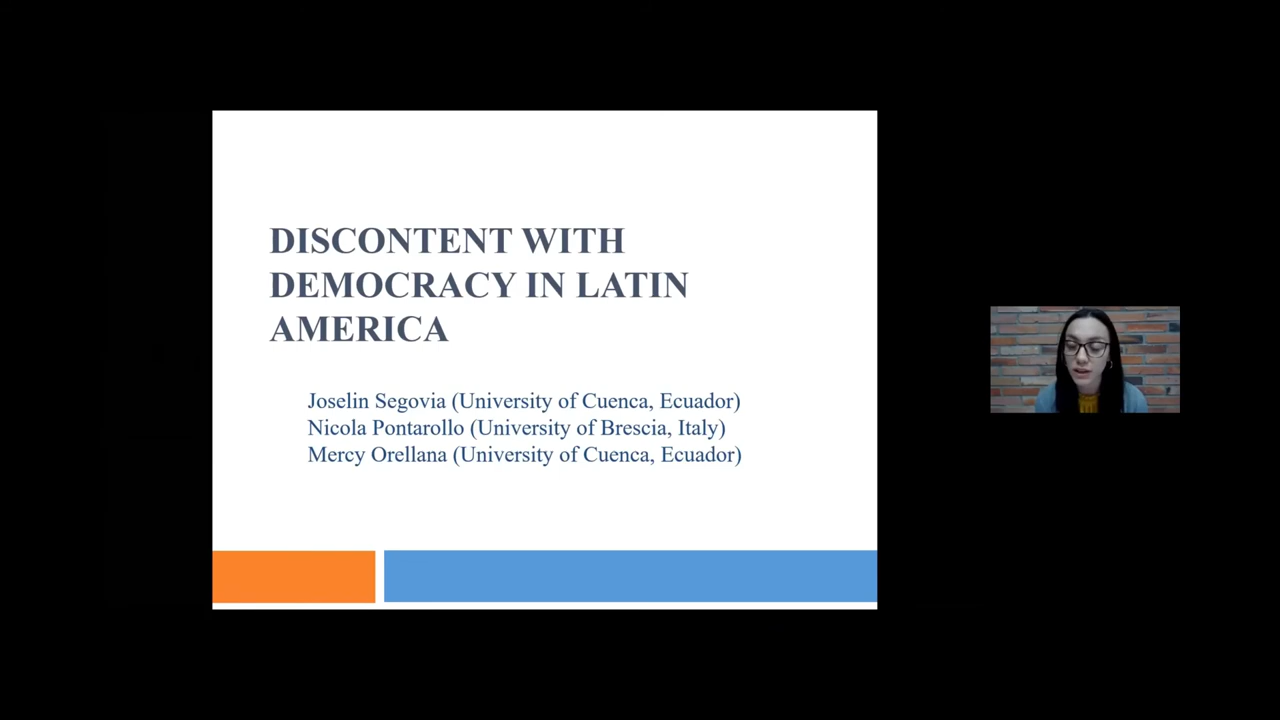 DISCONTENT WITH
DEMOCRACY IN LATIN
AMERICA
Joselin Segovia (University of Cuenca, Ecuador)
Nicola Pontarollo (University of Brescia, Italy)
Mercy Orellana (University of Cuenca, Ecuador)